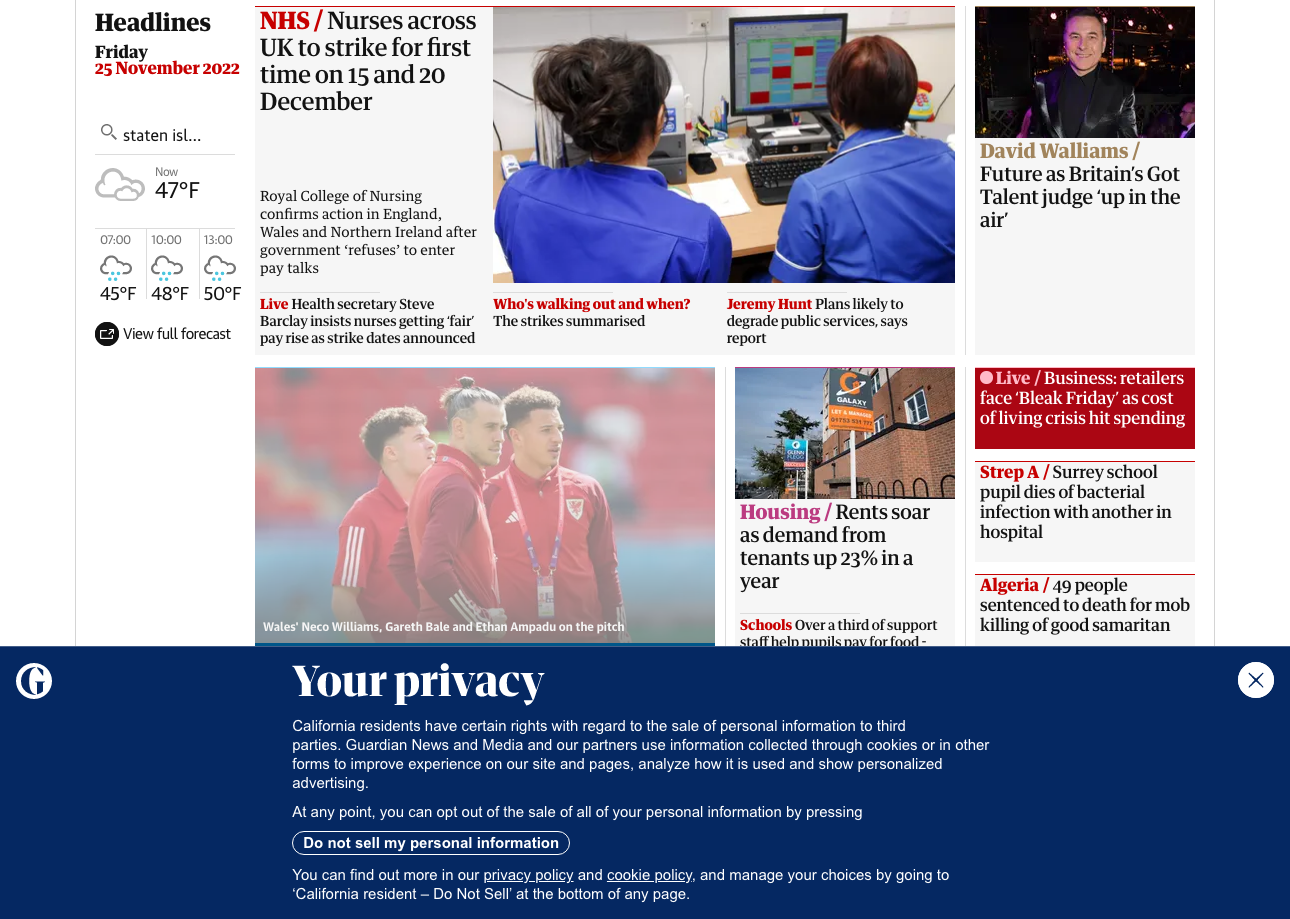 Headlines
Friday
25 November 2022
staten isl...
Now
47°F
07:00
10:00
13:00
45°F
48°F
50°F
View full forecast
NHS / Nurses across
UK to strike for first
time on 15 and 20
December
Royal College of Nursing
confirms action in England,
Wales and Northern Ireland after
government ‘refuses’ to enter
pay talks
Live Health secretary Steve
Barclay insists nurses getting ‘fair’
pay rise as strike dates announced
Who’s walking out and when?
The strikes summarised
Jeremy Hunt Plans likely to
degrade public services, says
report
David Walliams /
Future as Britain’s Got
Talent judge ‘up in the
air’
Wales' Neco Williams, Gareth Bale and Ethan Ampadu on the pitch
GALAXY
LET & MANAGED
01753 531 777
GLENN
FLEGG
Housing / Rents soar
as demand from
tenants up 23% in a
year
Schools Over a third of support
staff help pupils pay for food -
Live / Business: retailers
face ‘Bleak Friday’ as cost
of living crisis hit spending
Strep A / Surrey school
pupil dies of bacterial
infection with another in
hospital
Algeria / 49 people
sentenced to death for mob
killing of good samaritan
G
Your privacy
California residents have certain rights with regard to the sale of personal information to third
parties. Guardian News and Media and our partners use information collected through cookies or in other
forms to improve experience on our site and pages, analyze how it is used and show personalized
advertising.
At any point, you can opt out of the sale of all of your personal information by pressing
Do not sell my personal information
You can find out more in our privacy policy and cookie policy, and manage your choices by going to
‘California resident – Do Not Sell’ at the bottom of any page.